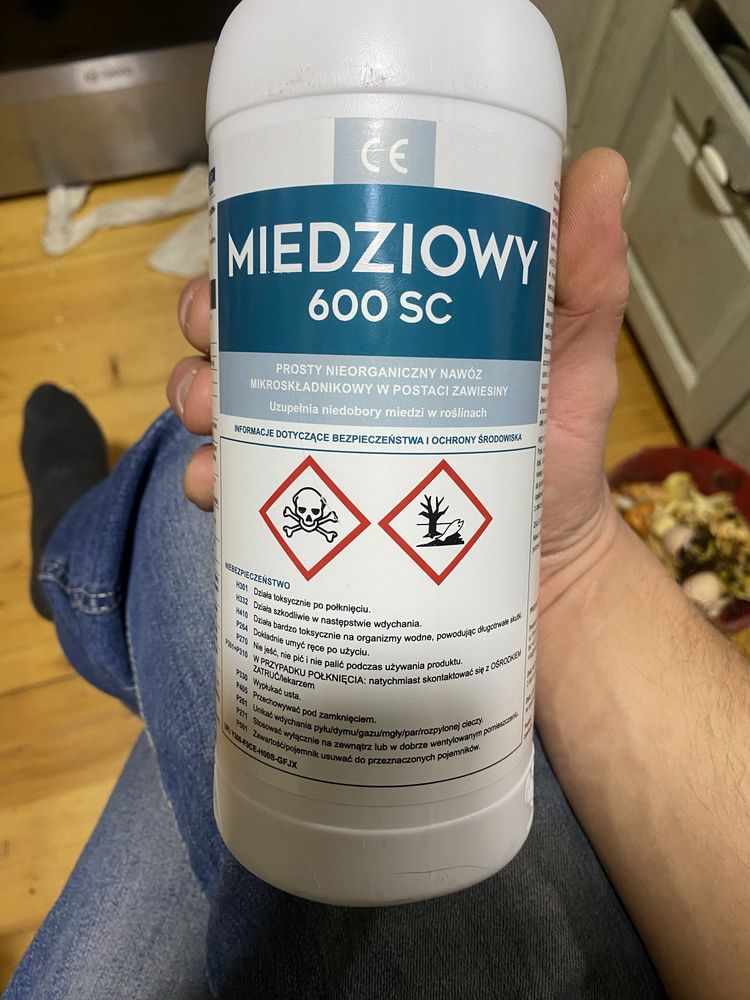 CE
MIEDZIOWY
600 SC
PROSTY NIEORGANICZNY NAWÓZ
MIKROSKŁADNIKOWY W POSTACI ZAWIESINY
Uzupełnia niedobory miedzi w roślinach
INFORMACJE DOTYCZĄCE BEZPIECZEŃSTWA I OCHRONY ŚRODOWISKA
NIEBEZPIECZEŃSTWO
H301 Działa toksycznie po połknięciu.
H332 Działa szkodliwie w następstwie wdychania.
H410 Działa bardzo toksycznie na organizmy wodne, powodując długotrwałe skutki.
P264 Dokładnie umyć ręce po użyciu.
P270 Nie jeść, nie pić i nie palić podczas używania produktu.
P301+P310 W PRZYPADKU POŁKNIĘCIA: natychmiast skontaktować się z OŚRODKIEM
ZATRUĆ/lekarzem
P330 Wypłukać usta.
P405 Przechowywać pod zamknięciem.
P261 Unikać wdychania pyłu/dymu/gazu/mgły/par/rozpylonej cieczy.
P271 Stosować wyłącznie na zewnątrz lub w dobrze wentylowanym pomieszczeniu.
P501 Zawartość/pojemnik usuwać do przeznaczonych pojemników.